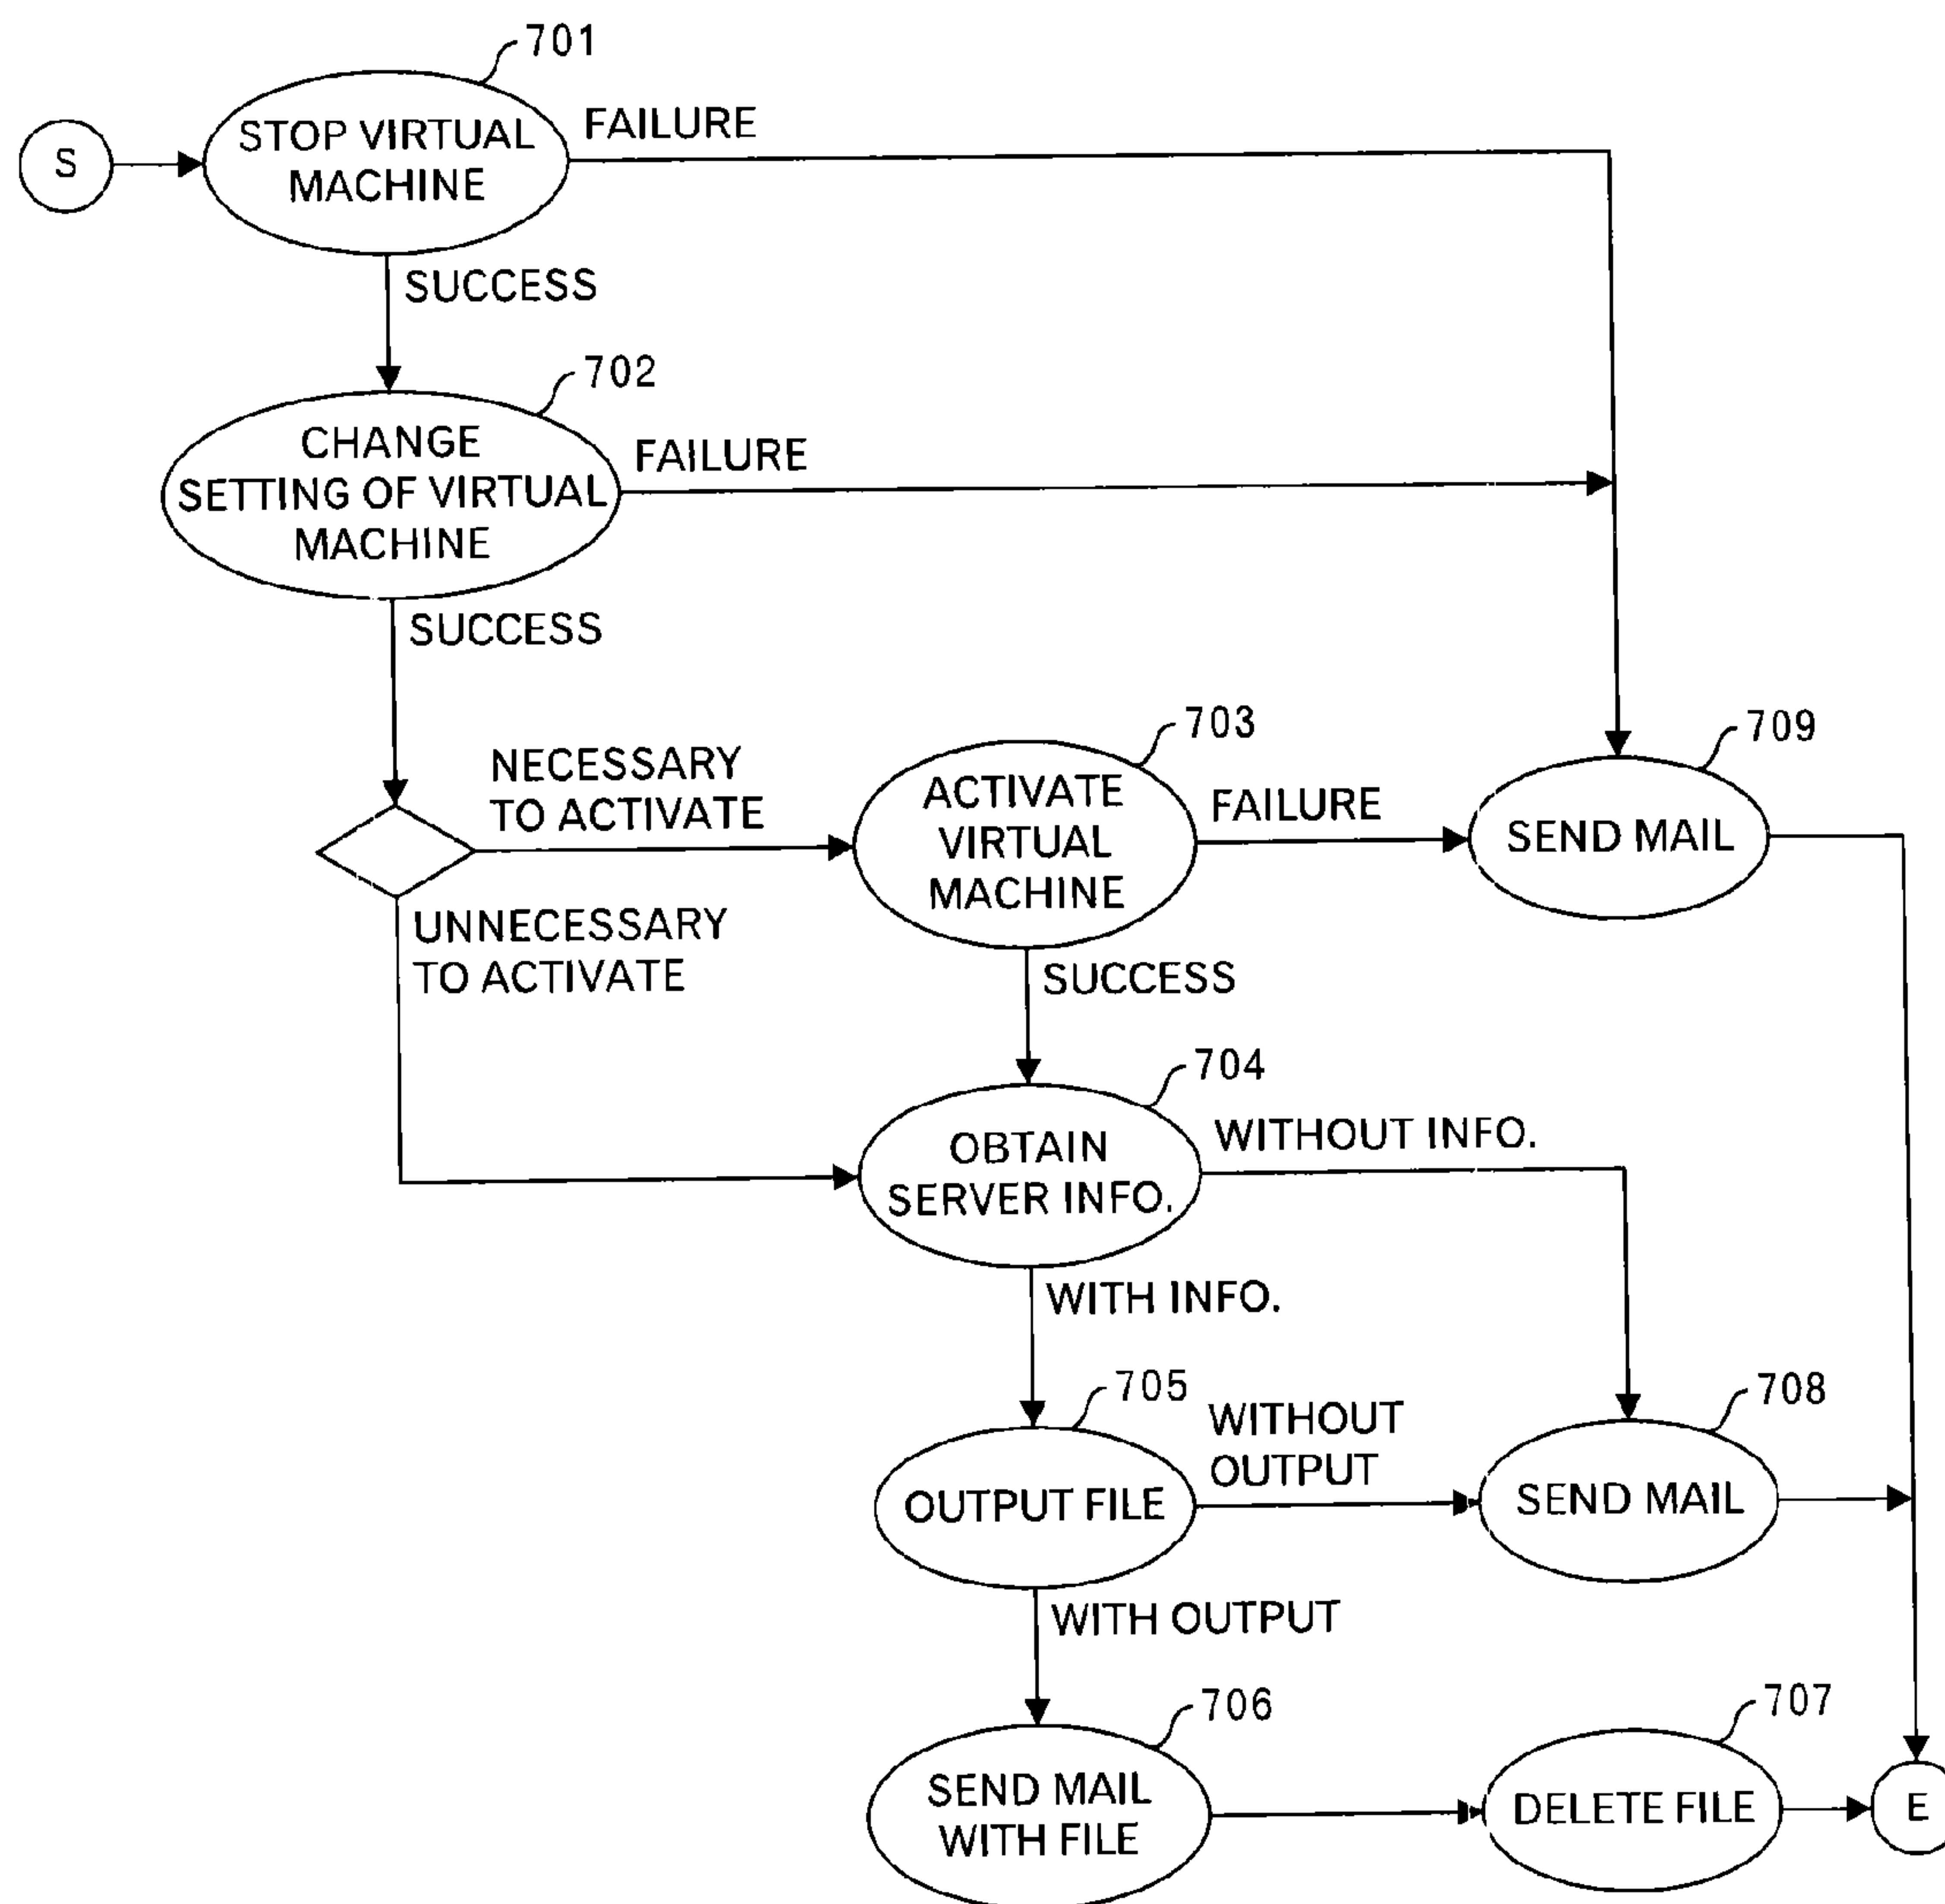 701
S
STOP VIRTUAL
MACHINE
FAILURE
SUCCESS
702
CHANGE
SETTING OF VIRTUAL
MACHINE
FAILURE
SUCCESS
NECESSARY
TO ACTIVATE
703
ACTIVATE
VIRTUAL
MACHINE
FAILURE
709
SEND MAIL
UNNECESSARY
TO ACTIVATE
SUCCESS
704
OBTAIN
SERVER INFO.
WITHOUT INFO.
WITH INFO.
705
OUTPUT FILE
WITHOUT
OUTPUT
708
SEND MAIL
WITH OUTPUT
706
SEND MAIL
WITH FILE
707
DELETE FILE
E